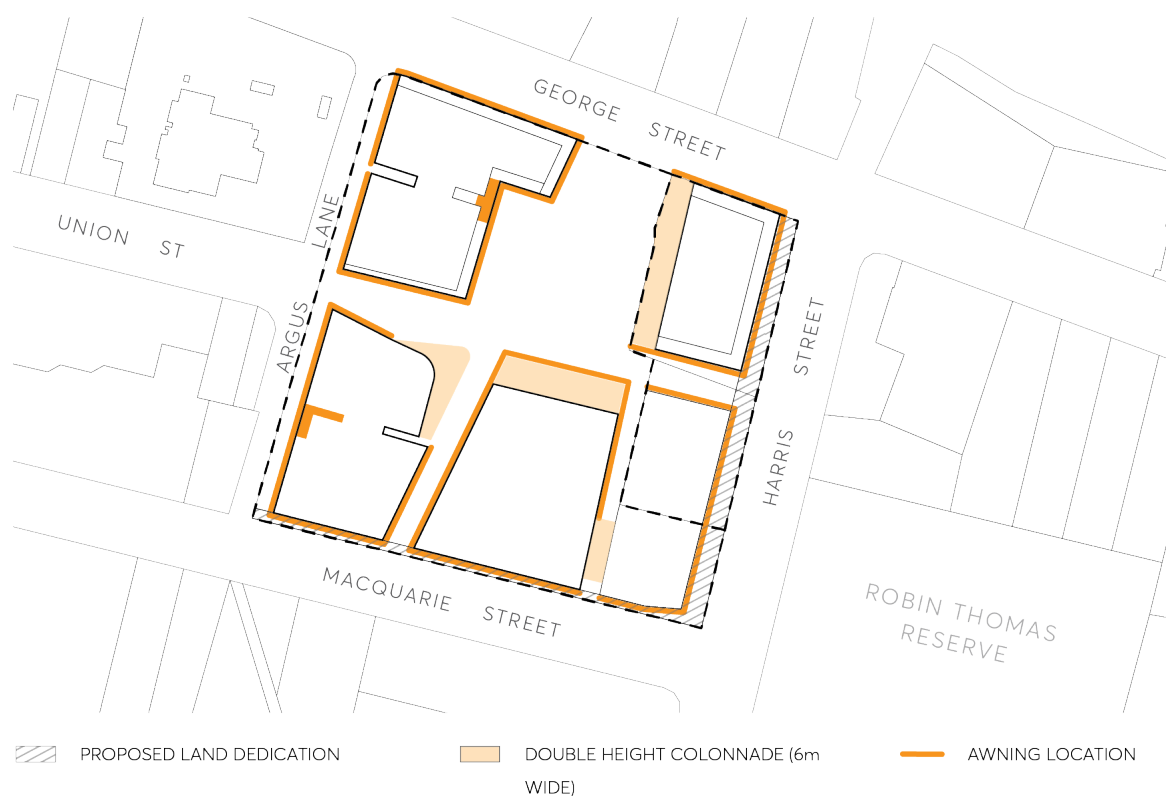 GEORGE STREET
UNION ST
ARGUS LANE
HARRIS STREET
MACQUARIE STREET
ROBIN THOMAS
RESERVE
PROPOSED LAND DEDICATION
DOUBLE HEIGHT COLONNADE (6m
WIDE)
AWNING LOCATION